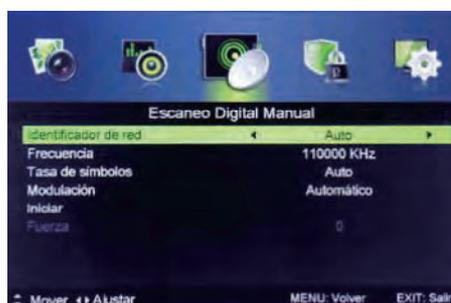 Escaneo Digital Manual
Identificador de red Auto
Frecuencia 110000 KHz
Tasa de símbolos Auto
Modulación Automático
Iniciar
Fuerza 0
Mover Ajustar MENU: Volver EXIT: Salir